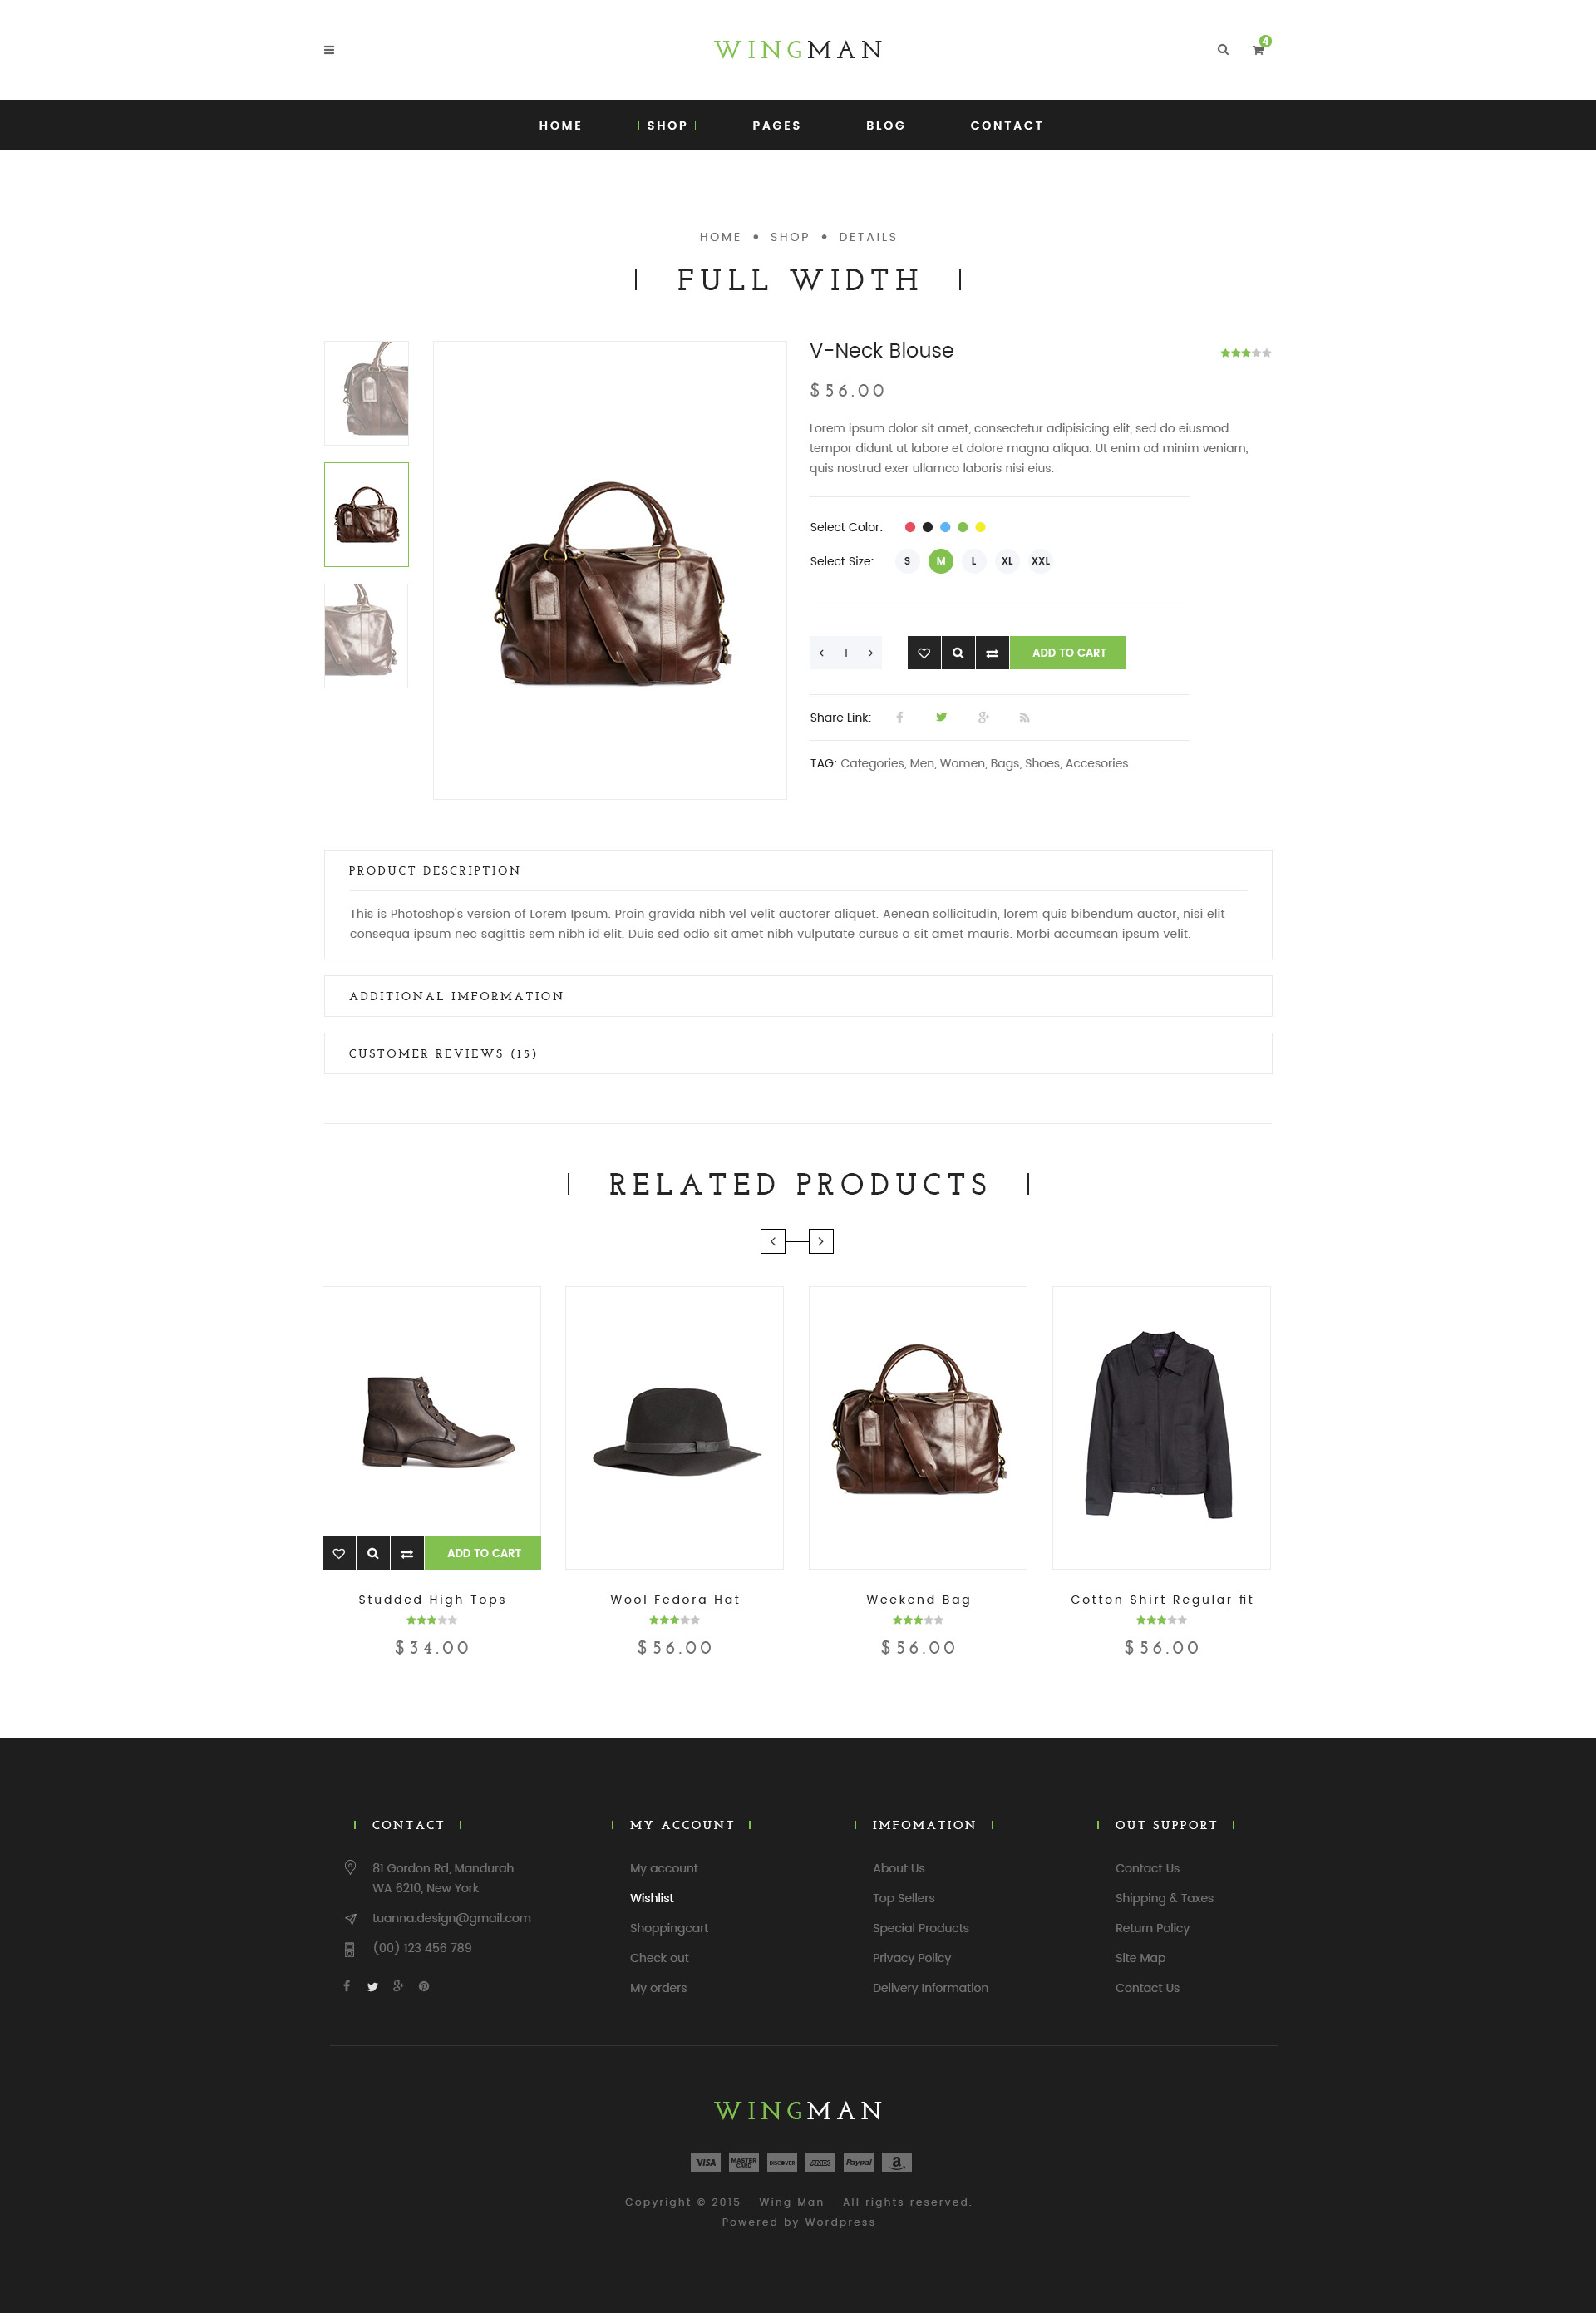 WINGMAN
4
HOME SHOP PAGES BLOG CONTACT
HOME • SHOP • DETAILS
FULL WIDTH
V-Neck Blouse
$56.00
Lorem ipsum dolor sit amet, consectetur adipisicing elit, sed do eiusmod
tempor didunt ut labore et dolore magna aliqua. Ut enim ad minim veniam,
quis nostrud exer ullamco laboris nisi eius.
Select Color:
Select Size: S M L XL XXL
1 ADD TO CART
Share Link:
TAG: Categories, Men, Women, Bags, Shoes, Accesories...
PRODUCT DESCRIPTION
This is Photoshop's version of Lorem Ipsum. Proin gravida nibh vel velit auctorer aliquet. Aenean sollicitudin, lorem quis bibendum auctor, nisi elit
consequa ipsum nec sagittis sem nibh id elit. Duis sed odio sit amet nibh vulputate cursus a sit amet mauris. Morbi accumsan ipsum velit.
ADDITIONAL IMFORMATION
CUSTOMER REVIEWS (15)
RELATED PRODUCTS
ADD TO CART
Studded High Tops
$34.00
Wool Fedora Hat
$56.00
Weekend Bag
$56.00
Cotton Shirt Regular fit
$56.00
CONTACT
81 Gordon Rd, Mandurah
WA 6210, New York
tuanna.design@gmail.com
(00) 123 456 789
MY ACCOUNT
My account
Wishlist
Shoppingcart
Check out
My orders
IMFOMATION
About Us
Top Sellers
Special Products
Privacy Policy
Delivery Information
OUT SUPPORT
Contact Us
Shipping & Taxes
Return Policy
Site Map
Contact Us
WINGMAN
VISA MASTER CARD DISCOVER AMEX Paypal a
Copyright © 2015 - Wing Man - All rights reserved.
Powered by Wordpress